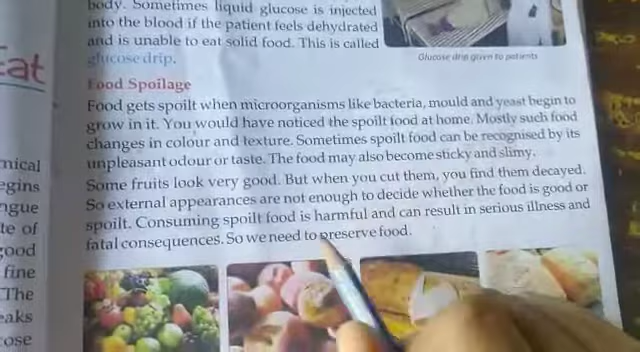 body. Sometimes liquid glucose is injected
into the blood if the patient feels dehydrated
and is unable to eat solid food. This is called
glucose drip.
Glucose drip given to patients
Food Spoilage
Food gets spoilt when microorganisms like bacteria, mould and yeast begin to
grow in it. You would have noticed the spoilt food at home. Mostly such food
changes in colour and texture. Sometimes spoilt food can be recognised by its
unpleasant odour or taste. The food may also become sticky and slimy.
Some fruits look very good. But when you cut them, you find them decayed.
So external appearances are not enough to decide whether the food is good or
spoilt. Consuming spoilt food is harmful and can result in serious illness and
fatal consequences. So we need to preserve food.
Eat
mical
egins
ngue
te of
good
fine
The
eaks
ose